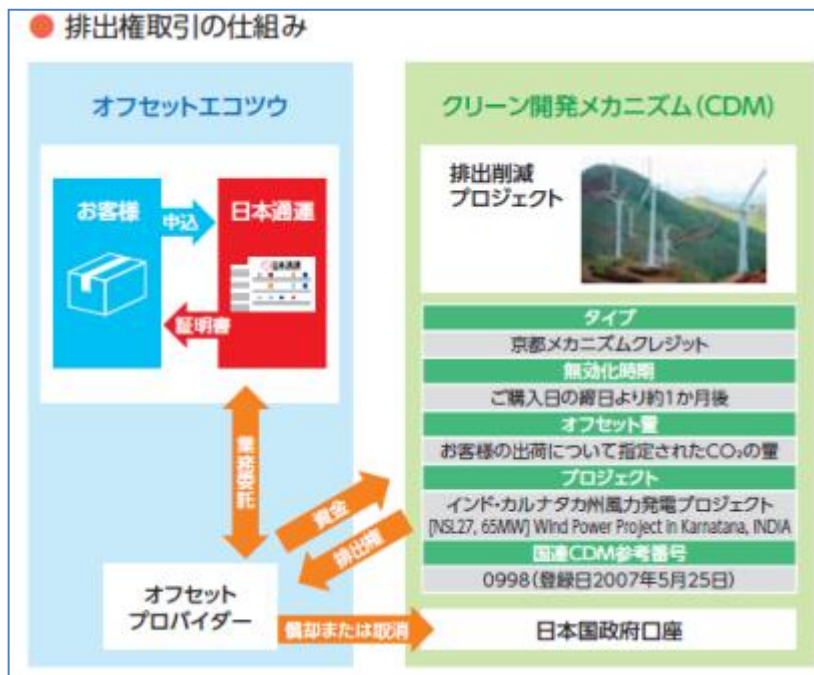 排出権取引の仕組み
オフセットエコツウ
お客様
申込
日本通運
証明書
業務委託
資金
排出権
オフセット
プロバイダー
償却または取消
クリーン開発メカニズム(CDM)
排出削減
プロジェクト
タイプ
京都メカニズムクレジット
無効化時期
ご購入日の締日より約1か月後
オフセット量
お客様の出荷について指定されたCO₂の量
プロジェクト
インド・カルナタカ州風力発電プロジェクト
[NSL27, 65MW] Wind Power Project in Karnatana, INDIA
国連CDM参考番号
0998(登録日2007年5月25日)
日本国政府口座